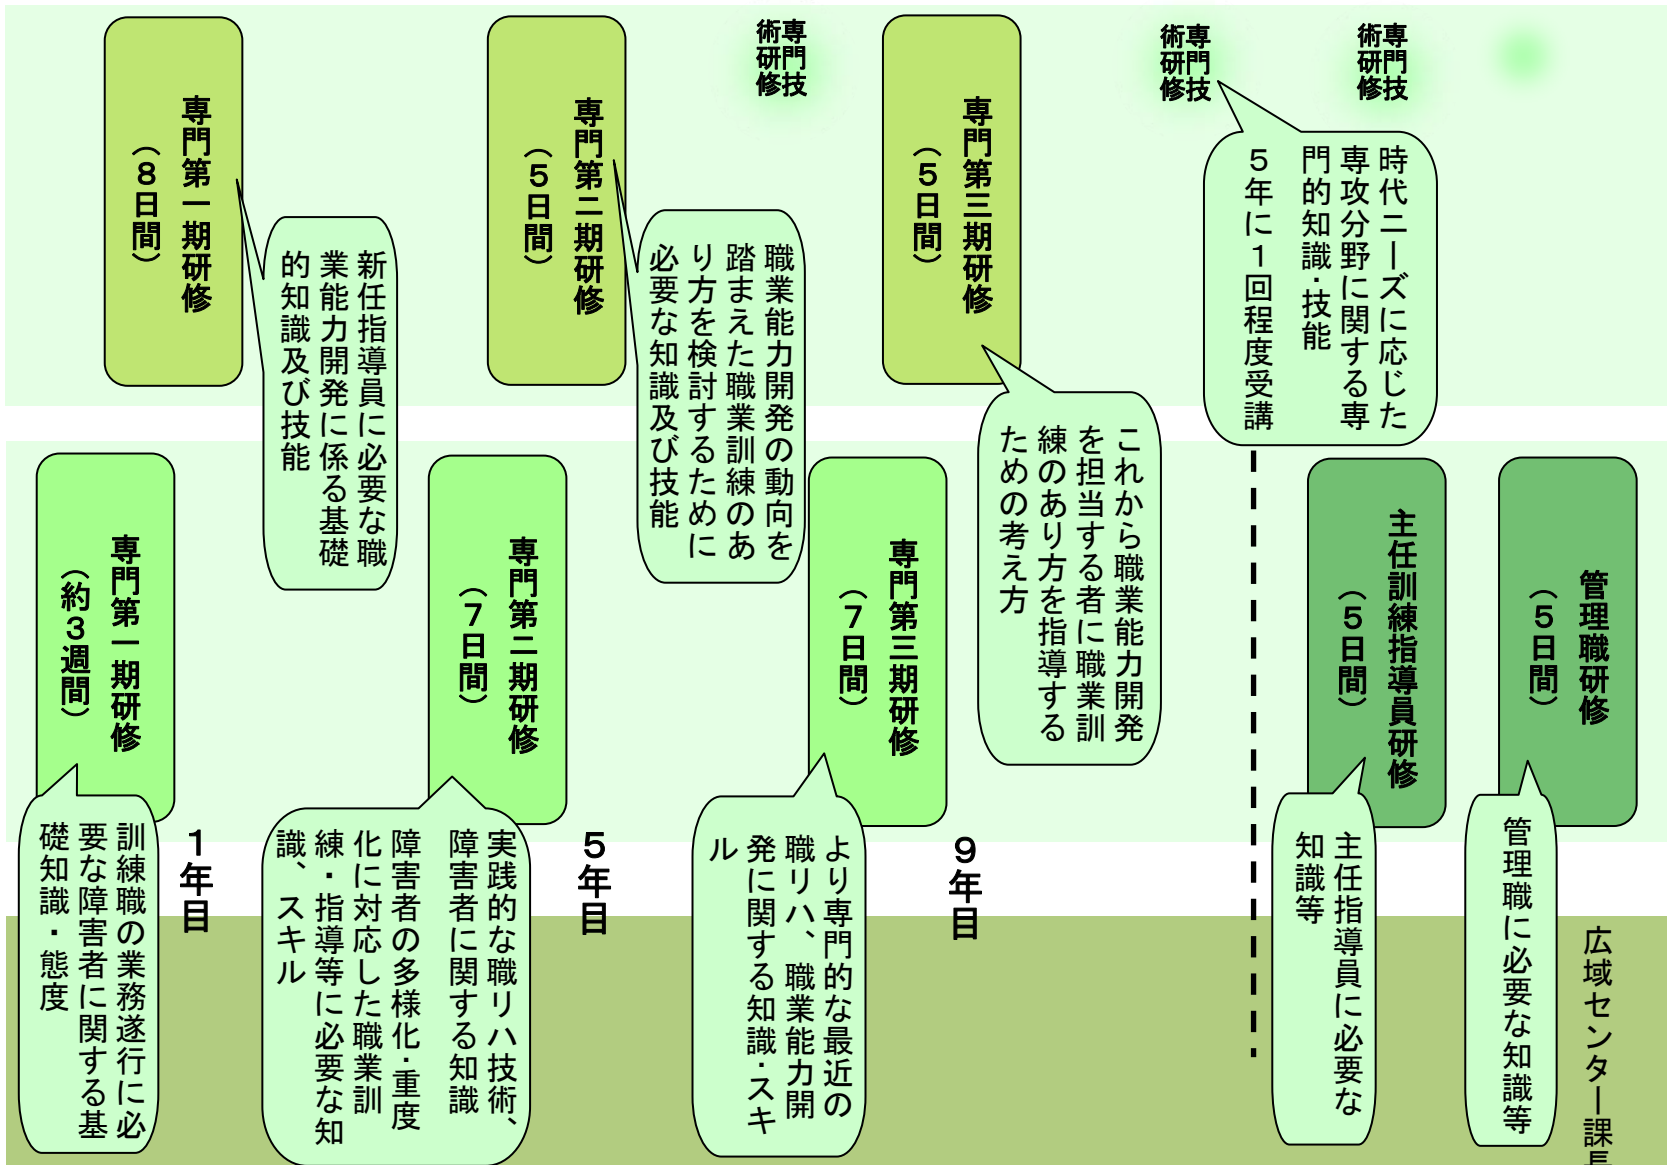 専門第一期研修
（８日間）
新任指導員に必要な職
業能力開発に係る基礎
的知識及び技能
専門第二期研修
（５日間）
職業能力開発の動向を
踏まえた職業訓練のあ
り方を検討するために
必要な知識及び技能
専門技
術研修
専門第三期研修
（５日間）
これから職業能力開発
を担当する者に職業訓
練のあり方を指導する
ための考え方
専門技
術研修
時代ニーズに応じた
専攻分野に関する専
門的知識・技能
５年に１回程度受講
専門技
術研修
専門第一期研修
（約３週間）
訓練職の業務遂行に必
要な障害者に関する基
礎知識・態度
専門第二期研修
（７日間）
実践的な職リハ技術、
障害者に関する知識
障害者の多様化・重度
化に対応した職業訓
練・指導等に必要な知
識、スキル
専門第三期研修
（７日間）
より専門的な最近の
職リハ、職業能力開
発に関する知識・スキ
ル
主任訓練指導員研修
（５日間）
主任指導員に必要な
知識等
管理職研修
（５日間）
管理職に必要な知識等
１年目
５年目
９年目
広域センター課長